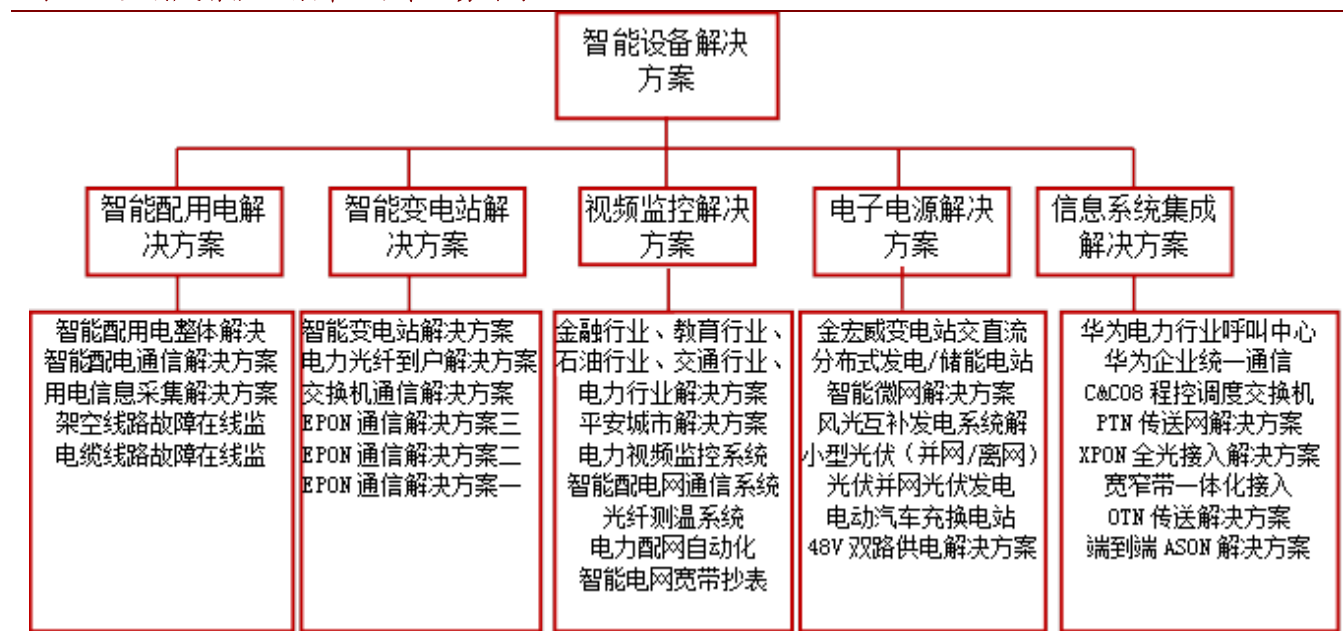 智能设备解决
方案
智能配用电解
决方案
智能变电站解
决方案
视频监控解决
方案
电子电源解决
方案
信息系统集成
解决方案
智能配用电整体解决
智能配电通信解决方案
用电信息采集解决方案
架空线路故障在线监
电缆线路故障在线监
智能变电站解决方案
电力光纤到户解决方案
交换机通信解决方案
EPON 通信解决方案三
EPON 通信解决方案二
EPON 通信解决方案一
金融行业、教育行业、
石油行业、交通行业、
电力行业解决方案
平安城市解决方案
电力视频监控系统
智能配电网通信系统
光纤测温系统
电力配网自动化
智能电网宽带抄表
金宏威变电站交直流
分布式发电/储能电站
智能微网解决方案
风光互补发电系统解
小型光伏（并网/离网）
光伏并网光伏发电
电动汽车充换电站
48V 双路供电解决方案
华为电力行业呼叫中心
华为企业统一通信
C&C08 程控调度交换机
PTN 传送网解决方案
XPON 全光接入解决方案
宽窄带一体化接入
OTN 传送解决方案
端到端 ASON 解决方案